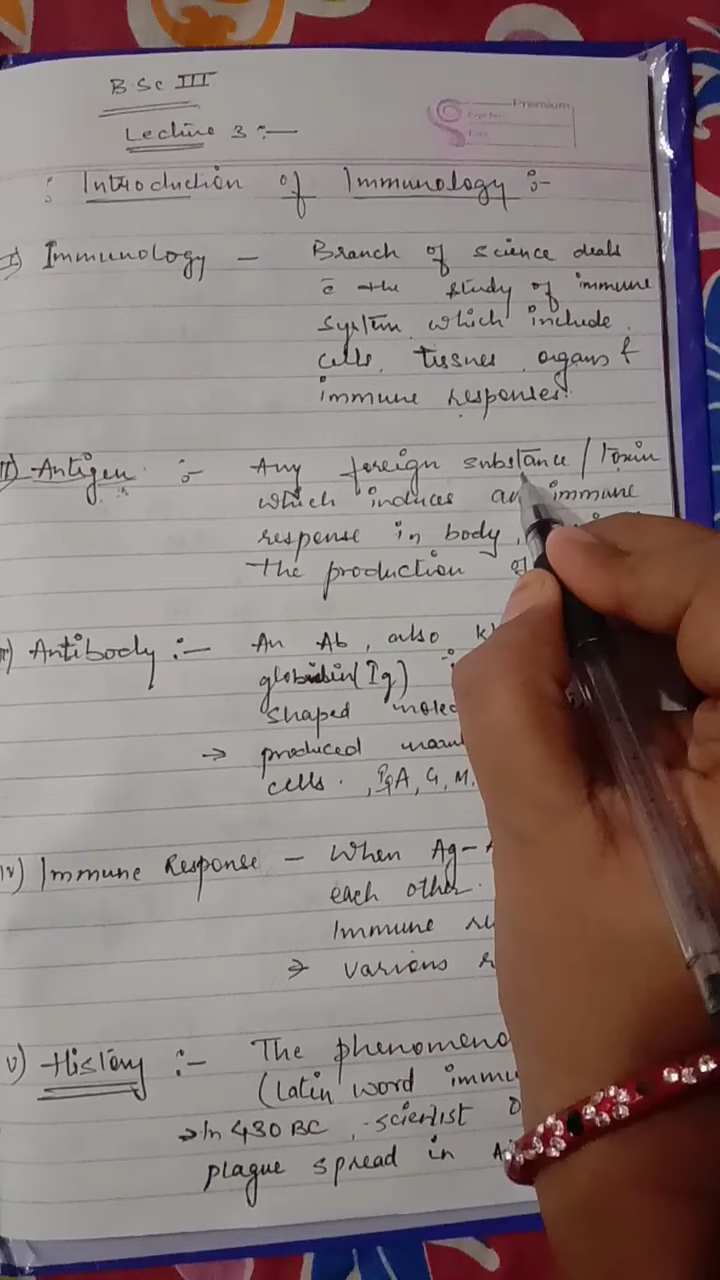 B Sc III
Premium
Lecture 3 :—
: Introduction of Immunology :-
I) Immunology — Branch of science deals
c̄ the study of immune
system which include
cells, tissues, organs &
immune responses.
II) Antigen :- Any foreign substance / Toxin
which induces an immune
response in body,
the production of
Antibody :— An Ab, also
globulin (Ig)
shaped
→ produced
cells. , IgA, G, M,
IV) Immune Response — When Ag-
each other.
Immune
→ various
V) History :- The
(Latin word
→ In 430 BC, scientist
plague spread in